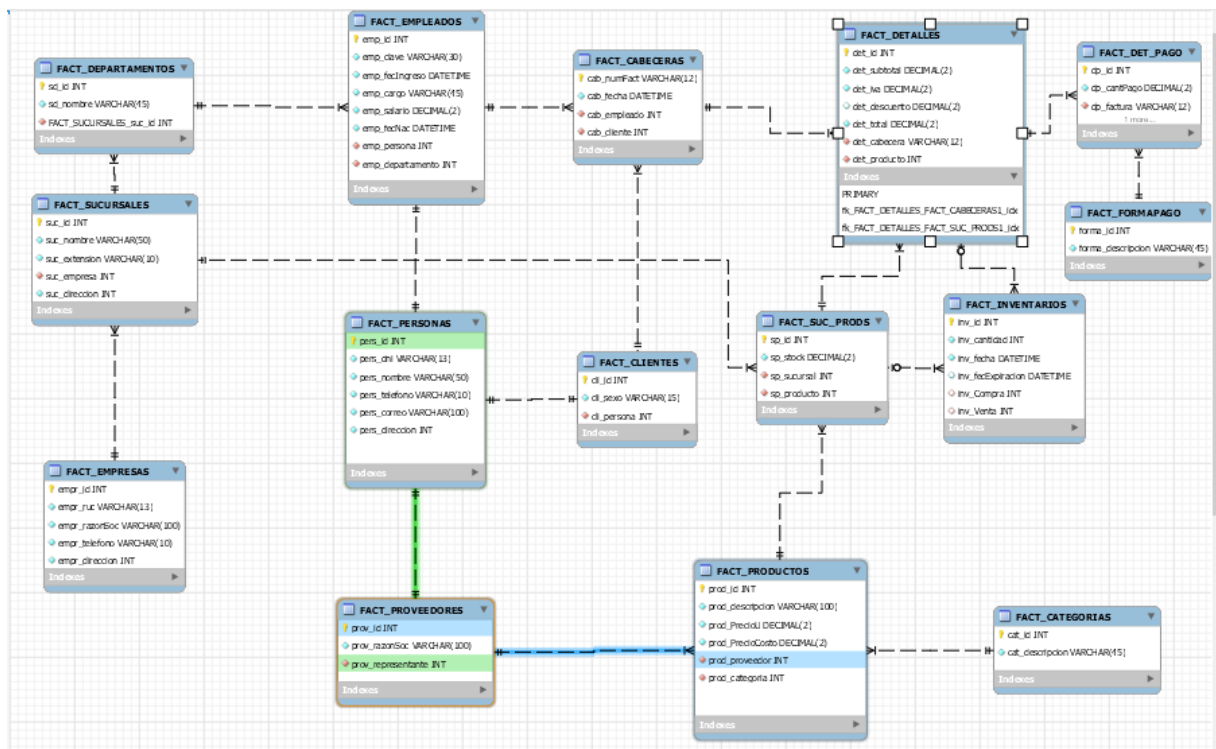 FACT_EMPLEADOS
emp_id INT
emp_clave VARCHAR(30)
emp_fecIngreso DATETIME
emp_cargo VARCHAR(45)
emp_salario DECIMAL(2)
emp_fecNac DATETIME
emp_persona INT
emp_departamento INT
Indexes
FACT_DEPARTAMENTOS
sd_id INT
sd_nombre VARCHAR(45)
FACT_SUCURSALES_suc_id INT
Indexes
FACT_CABECERAS
cab_numFact VARCHAR(12)
cab_fecha DATETIME
cab_empleado INT
cab_cliente INT
Indexes
FACT_DETALLES
det_id INT
det_subtotal DECIMAL(2)
det_iva DECIMAL(2)
det_descuento DECIMAL(2)
det_total DECIMAL(2)
det_cabecera VARCHAR(12)
det_producto INT
Indexes
PRIMARY
fk_FACT_DETALLES_FACT_CABECERAS1_idx
fk_FACT_DETALLES_FACT_SUC_PRODS1_idx
FACT_DET_PAGO
dp_id INT
dp_cantPago DECIMAL(2)
dp_factura VARCHAR(12)
1 more...
Indexes
FACT_SUCURSALES
suc_id INT
suc_nombre VARCHAR(50)
suc_extension VARCHAR(10)
suc_empresa INT
suc_direccion INT
Indexes
FACT_FORMAPAGO
forma_id INT
forma_descripcion VARCHAR(45)
Indexes
FACT_PERSONAS
pers_id INT
pers_dni VARCHAR(13)
pers_nombre VARCHAR(50)
pers_telefono VARCHAR(10)
pers_correo VARCHAR(100)
pers_direccion INT
Indexes
FACT_CLIENTES
cli_id INT
cli_sexo VARCHAR(15)
cli_persona INT
Indexes
FACT_SUC_PRODS
sp_id INT
sp_stock DECIMAL(2)
sp_sucursal INT
sp_producto INT
Indexes
FACT_INVENTARIOS
inv_id INT
inv_cantidad INT
inv_fecha DATETIME
inv_fecExpiracion DATETIME
inv_Compra INT
inv_Venta INT
Indexes
FACT_EMPRESAS
empr_id INT
empr_ruc VARCHAR(13)
empr_razonSoc VARCHAR(100)
empr_telefono VARCHAR(10)
empr_direccion INT
Indexes
FACT_PROVEEDORES
prov_id INT
prov_razonSoc VARCHAR(100)
prov_representante INT
Indexes
FACT_PRODUCTOS
prod_id INT
prod_descripcion VARCHAR(100)
prod_PrecioU DECIMAL(2)
prod_PrecioCosto DECIMAL(2)
prod_proveedor INT
prod_categoria INT
Indexes
FACT_CATEGORIAS
cat_id INT
cat_descripcion VARCHAR(45)
Indexes